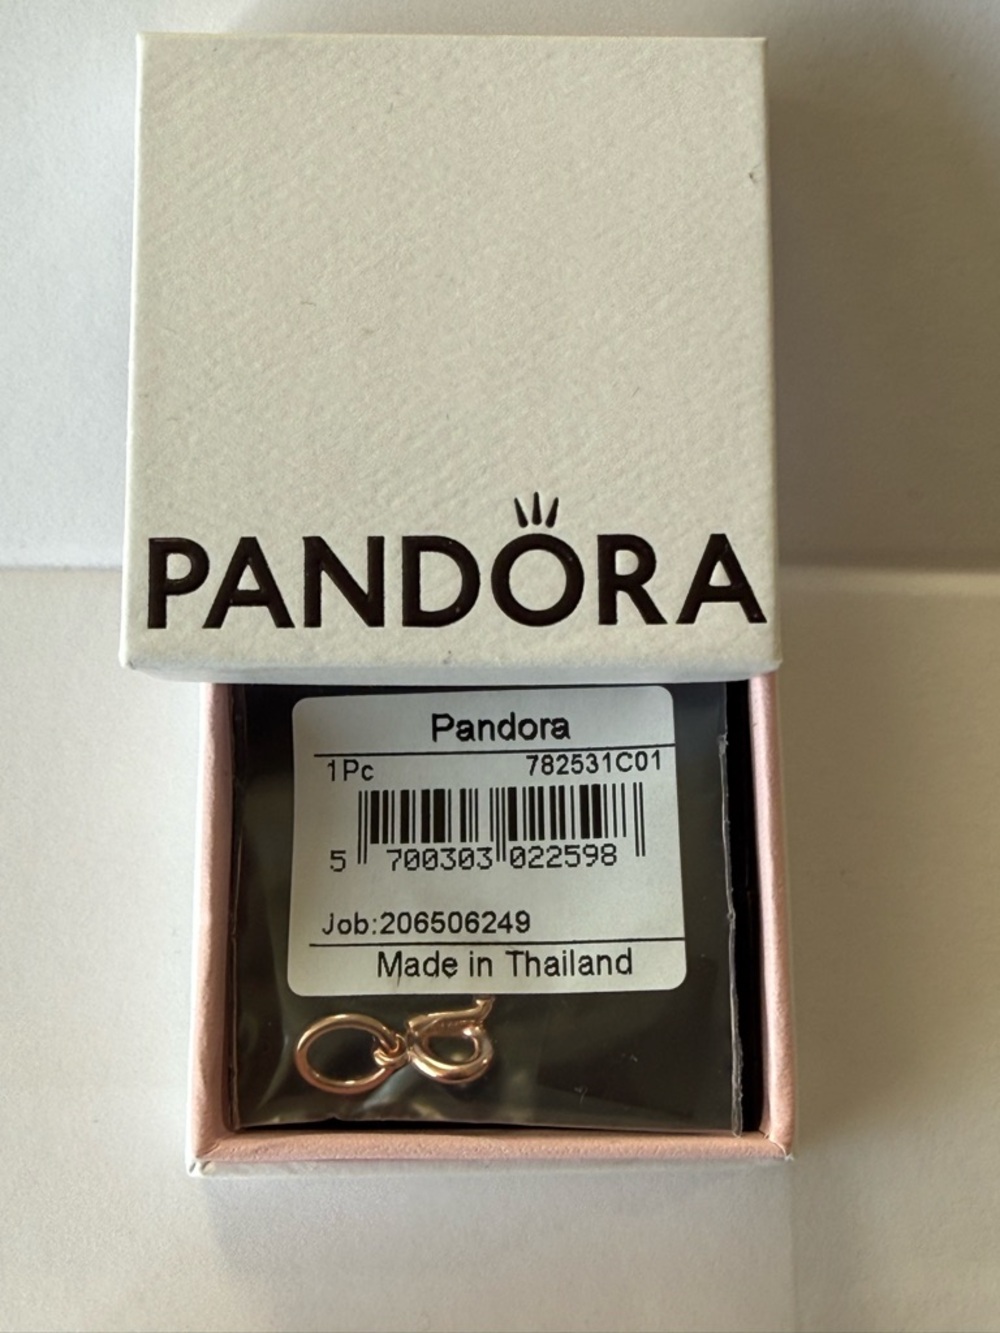 PANDORA
Pandora
1Pc 782531C01
5 700303 022598
Job:206506249
Made in Thailand